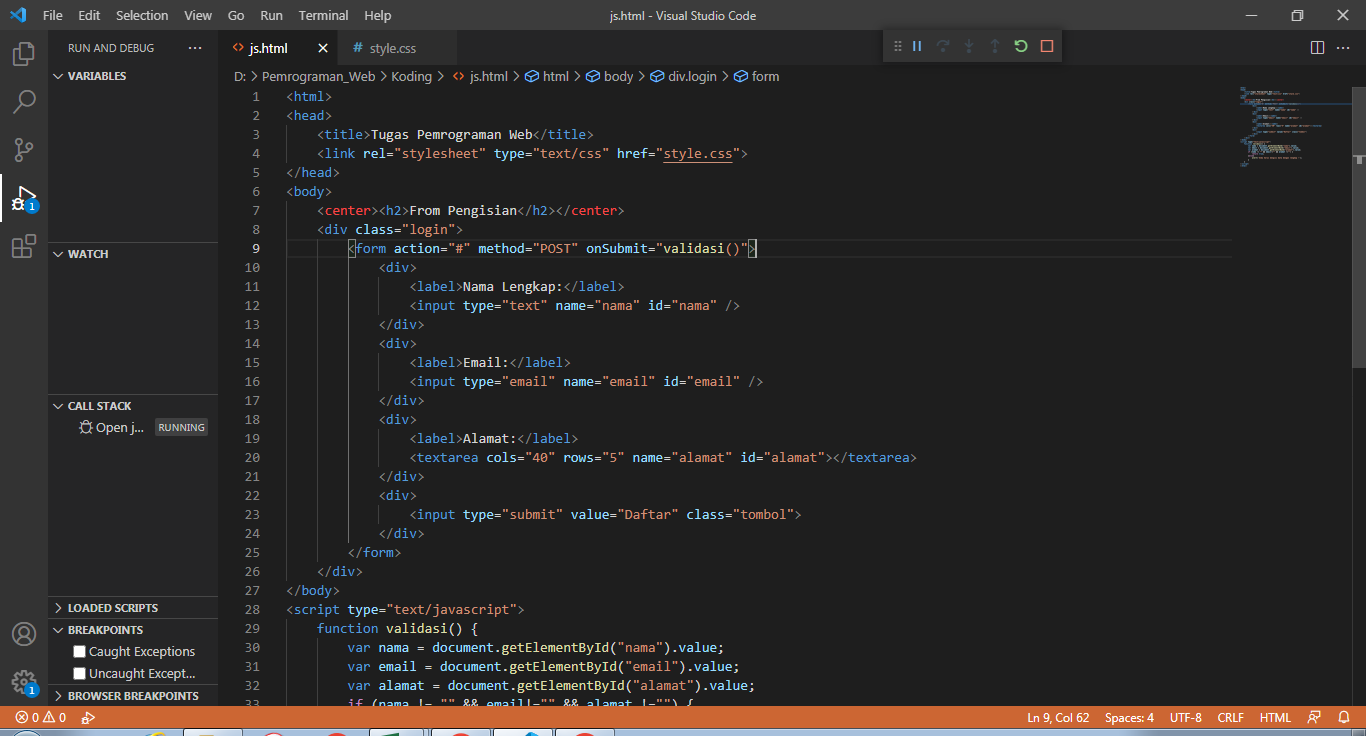 File Edit Selection View Go Run Terminal Help js.html - Visual Studio Code
RUN AND DEBUG ...
js.html
style.css
D: > Pemrograman_Web > Koding > js.html > html > body > div.login > form
VARIABLES
WATCH
CALL STACK
Open j... RUNNING
LOADED SCRIPTS
BREAKPOINTS
Caught Exceptions
Uncaught Except...
BROWSER BREAKPOINTS
1
1
1 <html>
2 <head>
3 <title>Tugas Pemrograman Web</title>
4 <link rel="stylesheet" type="text/css" href="style.css">
5 </head>
6 <body>
7 <center><h2>From Pengisian</h2></center>
8 <div class="login">
9 <form action="#" method="POST" onSubmit="validasi()">
10 <div>
11 <label>Nama Lengkap:</label>
12 <input type="text" name="nama" id="nama" />
13 </div>
14 <div>
15 <label>Email:</label>
16 <input type="email" name="email" id="email" />
17 </div>
18 <div>
19 <label>Alamat:</label>
20 <textarea cols="40" rows="5" name="alamat" id="alamat"></textarea>
21 </div>
22 <div>
23 <input type="submit" value="Daftar" class="tombol">
24 </div>
25 </form>
26 </div>
27 </body>
28 <script type="text/javascript">
29 function validasi() {
30 var nama = document.getElementById("nama").value;
31 var email = document.getElementById("email").value;
32 var alamat = document.getElementById("alamat").value;
33 if (nama != "" && email!="" && alamat !="") {
0 0 Ln 9, Col 62 Spaces: 4 UTF-8 CRLF HTML